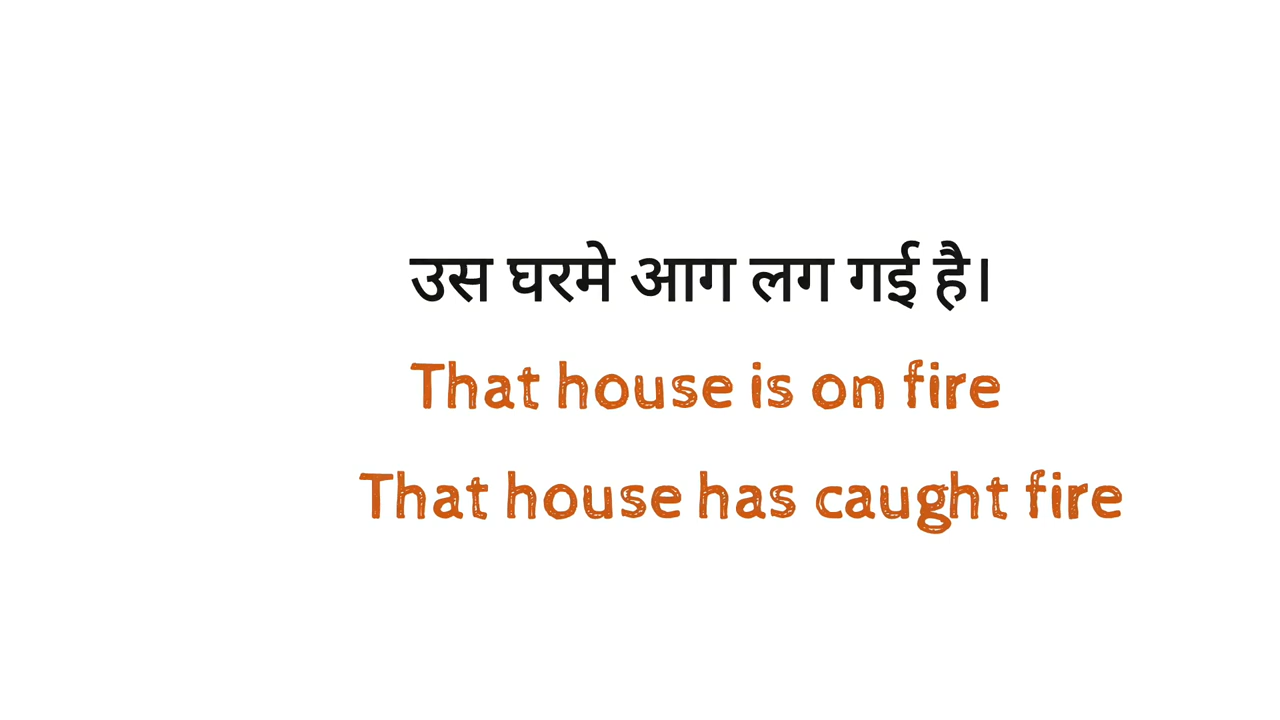 उस घरमे आग लग गई है।
That house is on fire
That house has caught fire